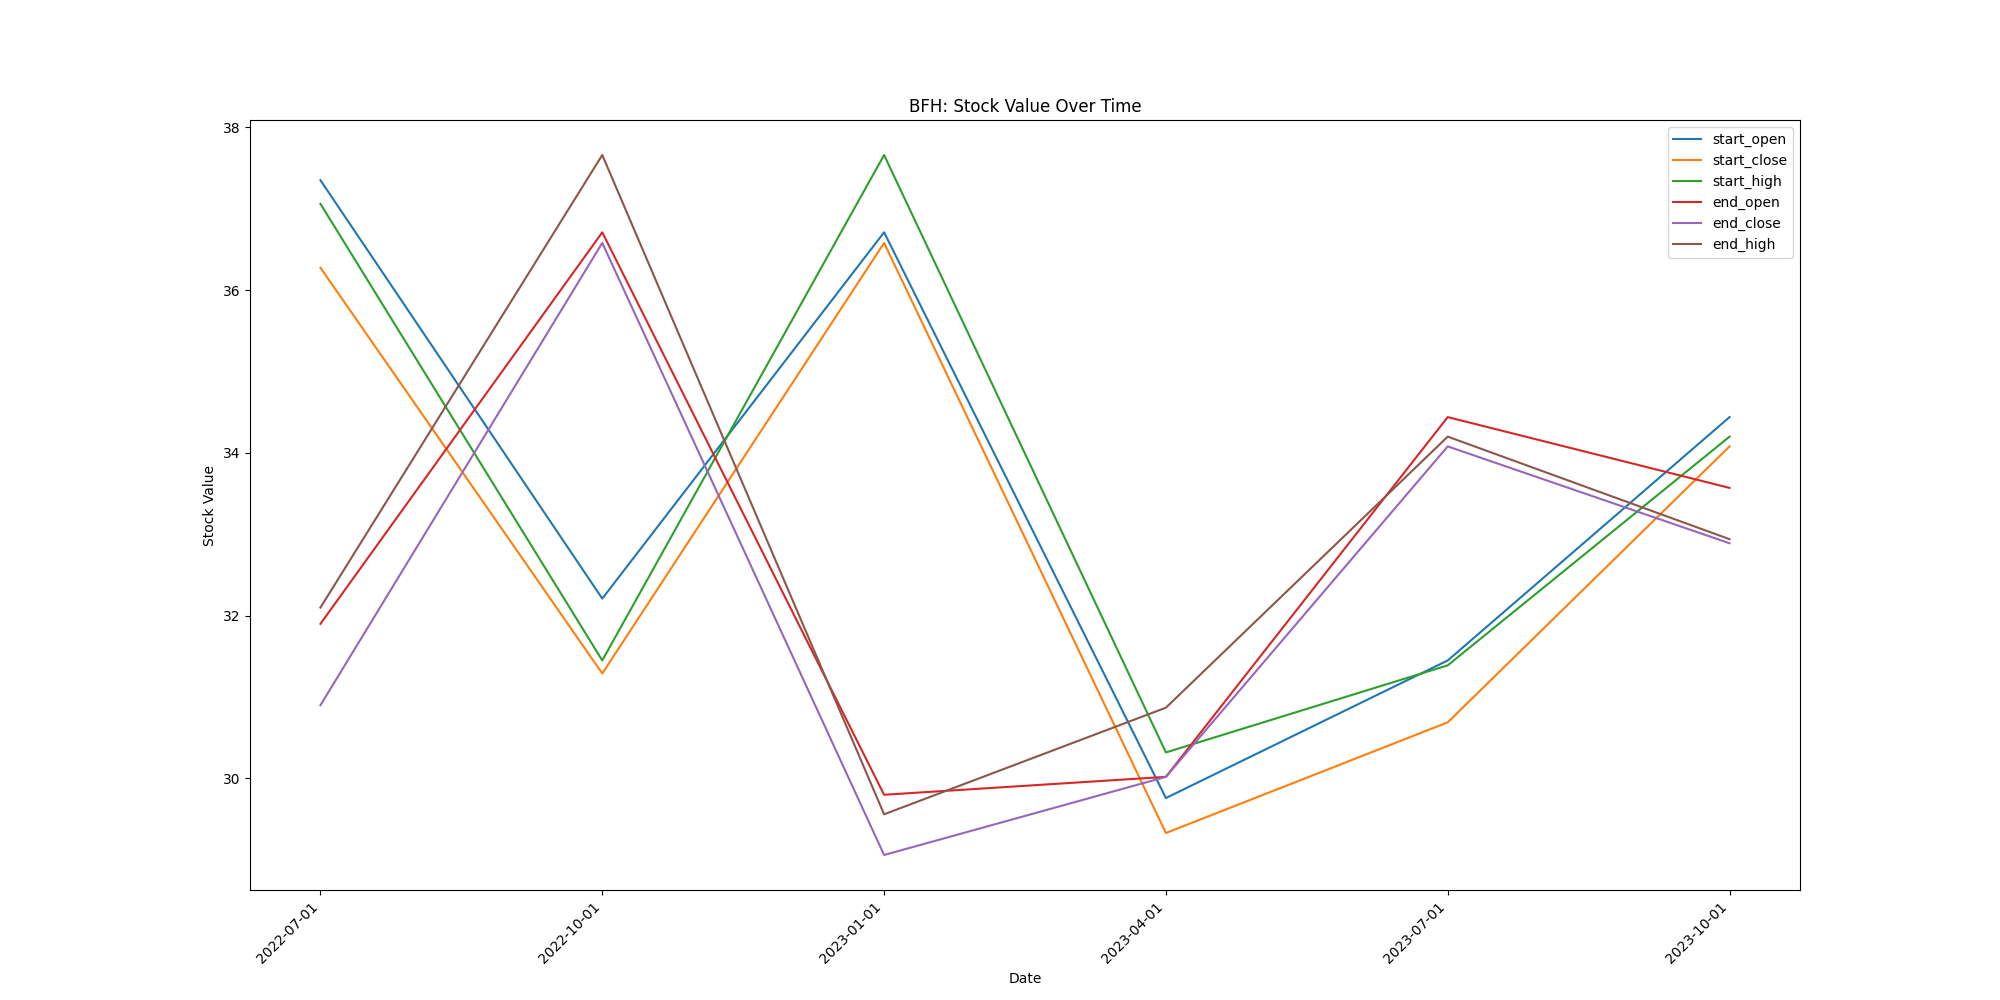 BFH: Stock Value Over Time
38
36
34
32
30
Stock Value
start_open
start_close
start_high
end_open
end_close
end_high
2022-07-01
2022-10-01
2023-01-01
2023-04-01
2023-07-01
2023-10-01
Date